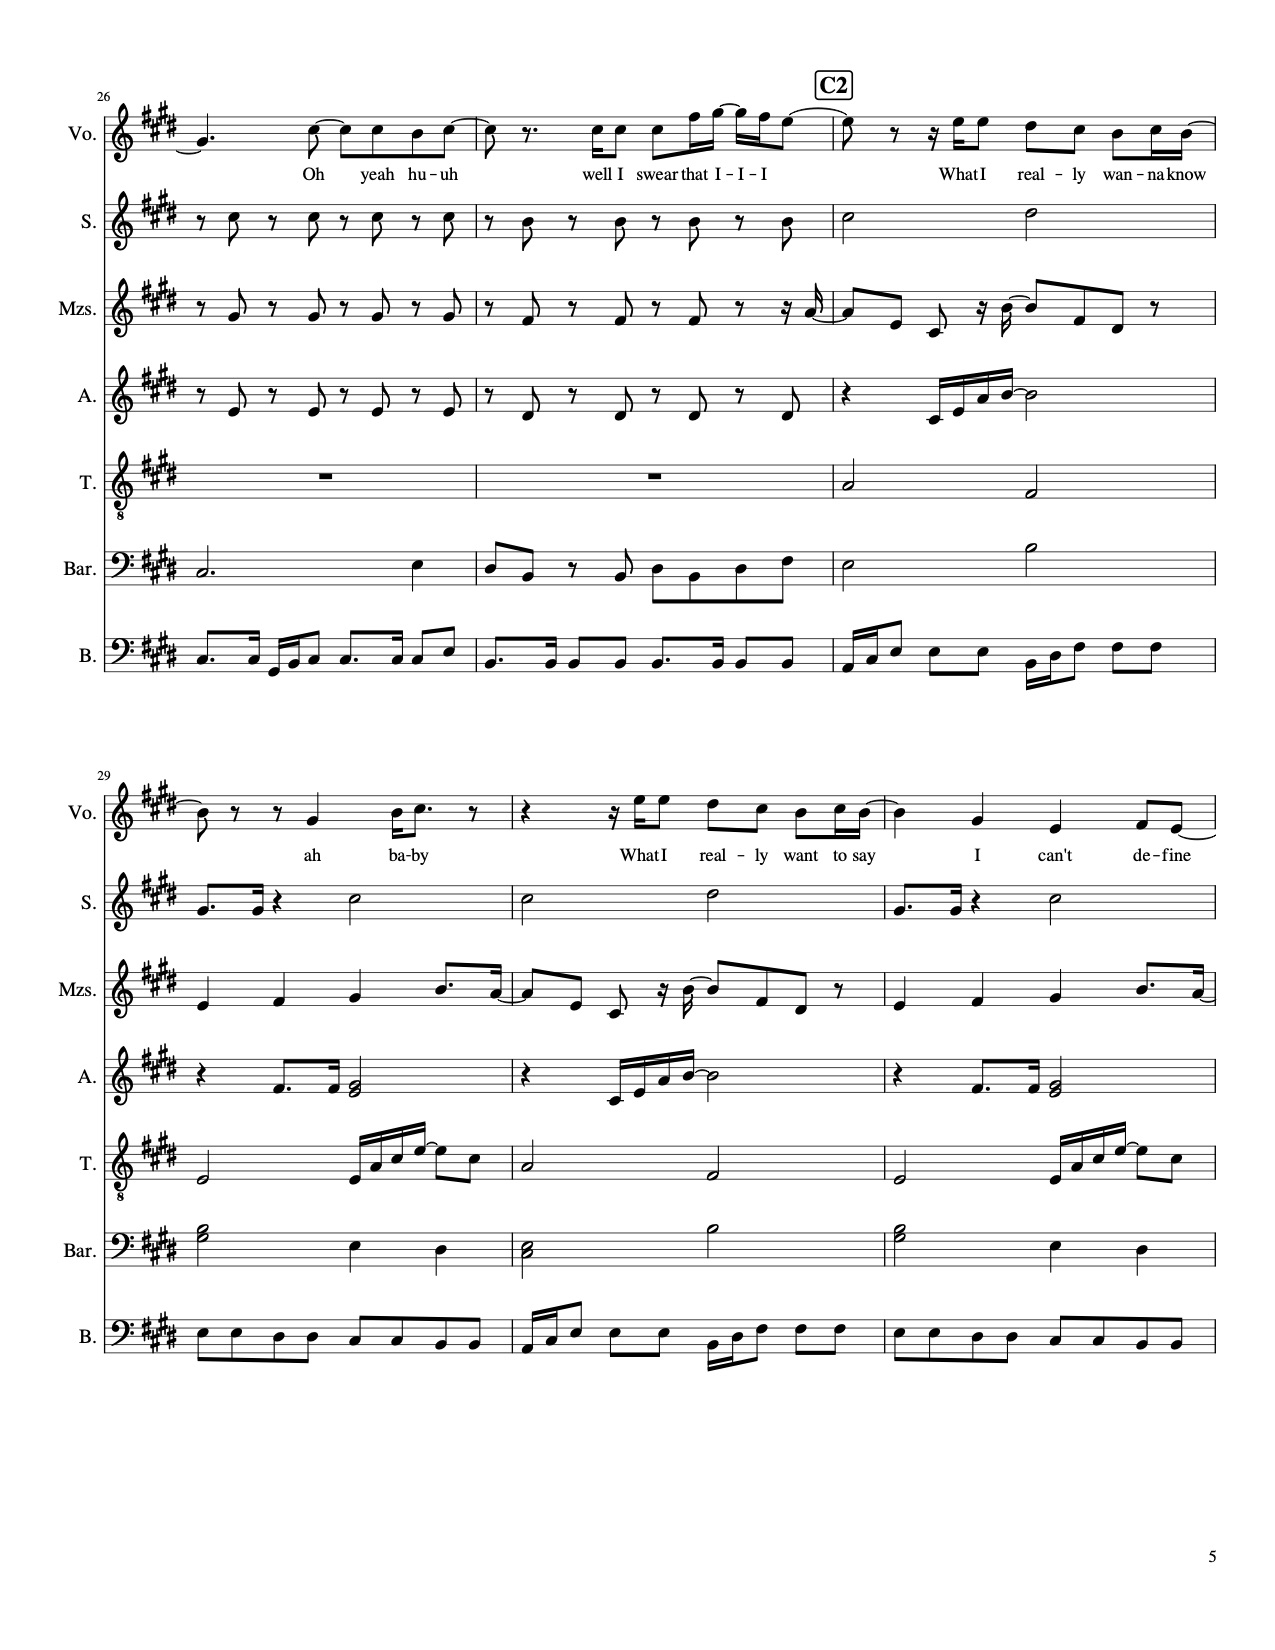 C2
26
Vo.
Oh yeah hu - uh well I swear that I - I - I What I real - ly wan - na know
S.
Mzs.
A.
T.
8
Bar.
B.
29
Vo.
ah ba - by What I real - ly want to say I can't de - fine
S.
Mzs.
A.
T.
8
Bar.
B.
5